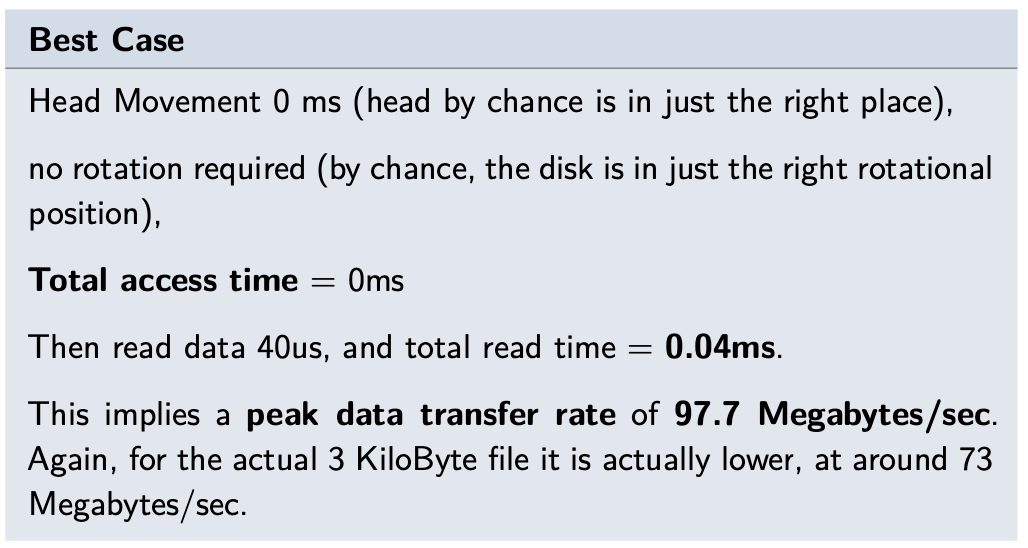 Best Case
Head Movement 0 ms (head by chance is in just the right place),
no rotation required (by chance, the disk is in just the right rotational
position),
Total access time = 0ms
Then read data 40us, and total read time = 0.04ms.
This implies a peak data transfer rate of 97.7 Megabytes/sec.
Again, for the actual 3 KiloByte file it is actually lower, at around 73
Megabytes/sec.